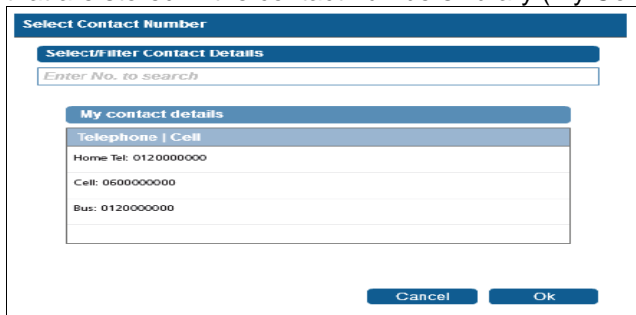 Select Contact Number
Select/Filter Contact Details
Enter No. to search
My contact details
Telephone | Cell
Home Tel: 0120000000
Cell: 0600000000
Bus: 0120000000
Cancel Ok